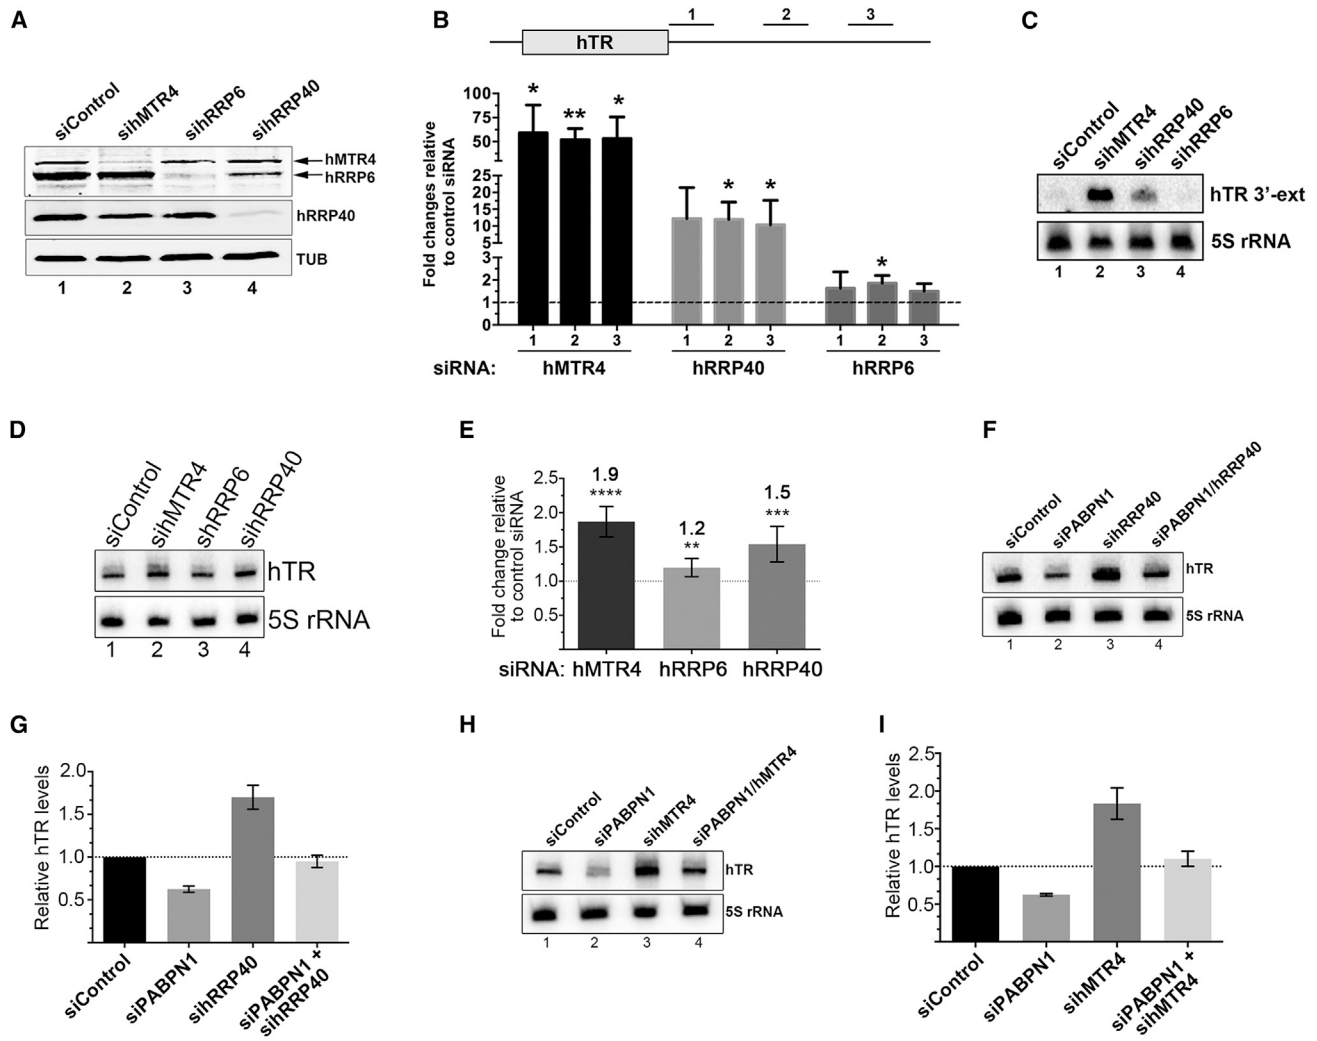 A
siControl
sihMTR4
sihRRP6
sihRRP40
hMTR4
hRRP6
hRRP40
TUB
1 2 3 4
B
1 2 3
hTR
Fold changes relative
to control siRNA
100
75
50
25
20
15
10
5
3
2
1
0
* ** *
* *
*
1 2 3 1 2 3 1 2 3
siRNA: hMTR4 hRRP40 hRRP6
C
siControl
sihMTR4
sihRRP40
sihRRP6
hTR 3'-ext
5S rRNA
1 2 3 4
D
siControl
sihMTR4
shRRP6
sihRRP40
hTR
5S rRNA
1 2 3 4
E
Fold change relative
to control siRNA
2.5
2.0
1.5
1.0
0.5
1.9
****
1.2
**
1.5
***
siRNA: hMTR4 hRRP6 hRRP40
F
siControl
siPABPN1
sihRRP40
siPABPN1/hRRP40
hTR
5S rRNA
1 2 3 4
G
Relative hTR levels
2.0
1.5
1.0
0.5
siControl
siPABPN1
sihRRP40
siPABPN1 +
sihRRP40
H
siControl
siPABPN1
sihMTR4
siPABPN1/hMTR4
hTR
5S rRNA
1 2 3 4
I
Relative hTR levels
2.5
2.0
1.5
1.0
0.5
siControl
siPABPN1
sihMTR4
siPABPN1 +
sihMTR4